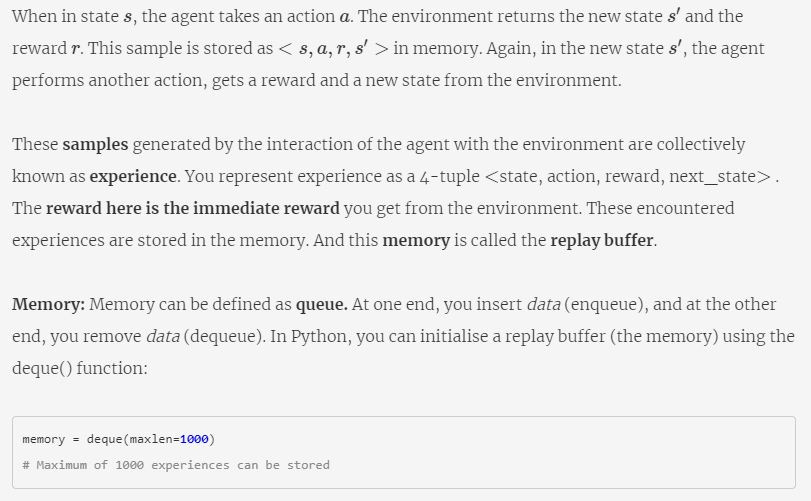 When in state s, the agent takes an action a. The environment returns the new state s′ and the
reward r. This sample is stored as < s, a, r, s′ > in memory. Again, in the new state s′, the agent
performs another action, gets a reward and a new state from the environment.
These samples generated by the interaction of the agent with the environment are collectively
known as experience. You represent experience as a 4-tuple <state, action, reward, next_state> .
The reward here is the immediate reward you get from the environment. These encountered
experiences are stored in the memory. And this memory is called the replay buffer.
Memory: Memory can be defined as queue. At one end, you insert data (enqueue), and at the other
end, you remove data (dequeue). In Python, you can initialise a replay buffer (the memory) using the
deque() function:
memory = deque(maxlen=1000)
# Maximum of 1000 experiences can be stored